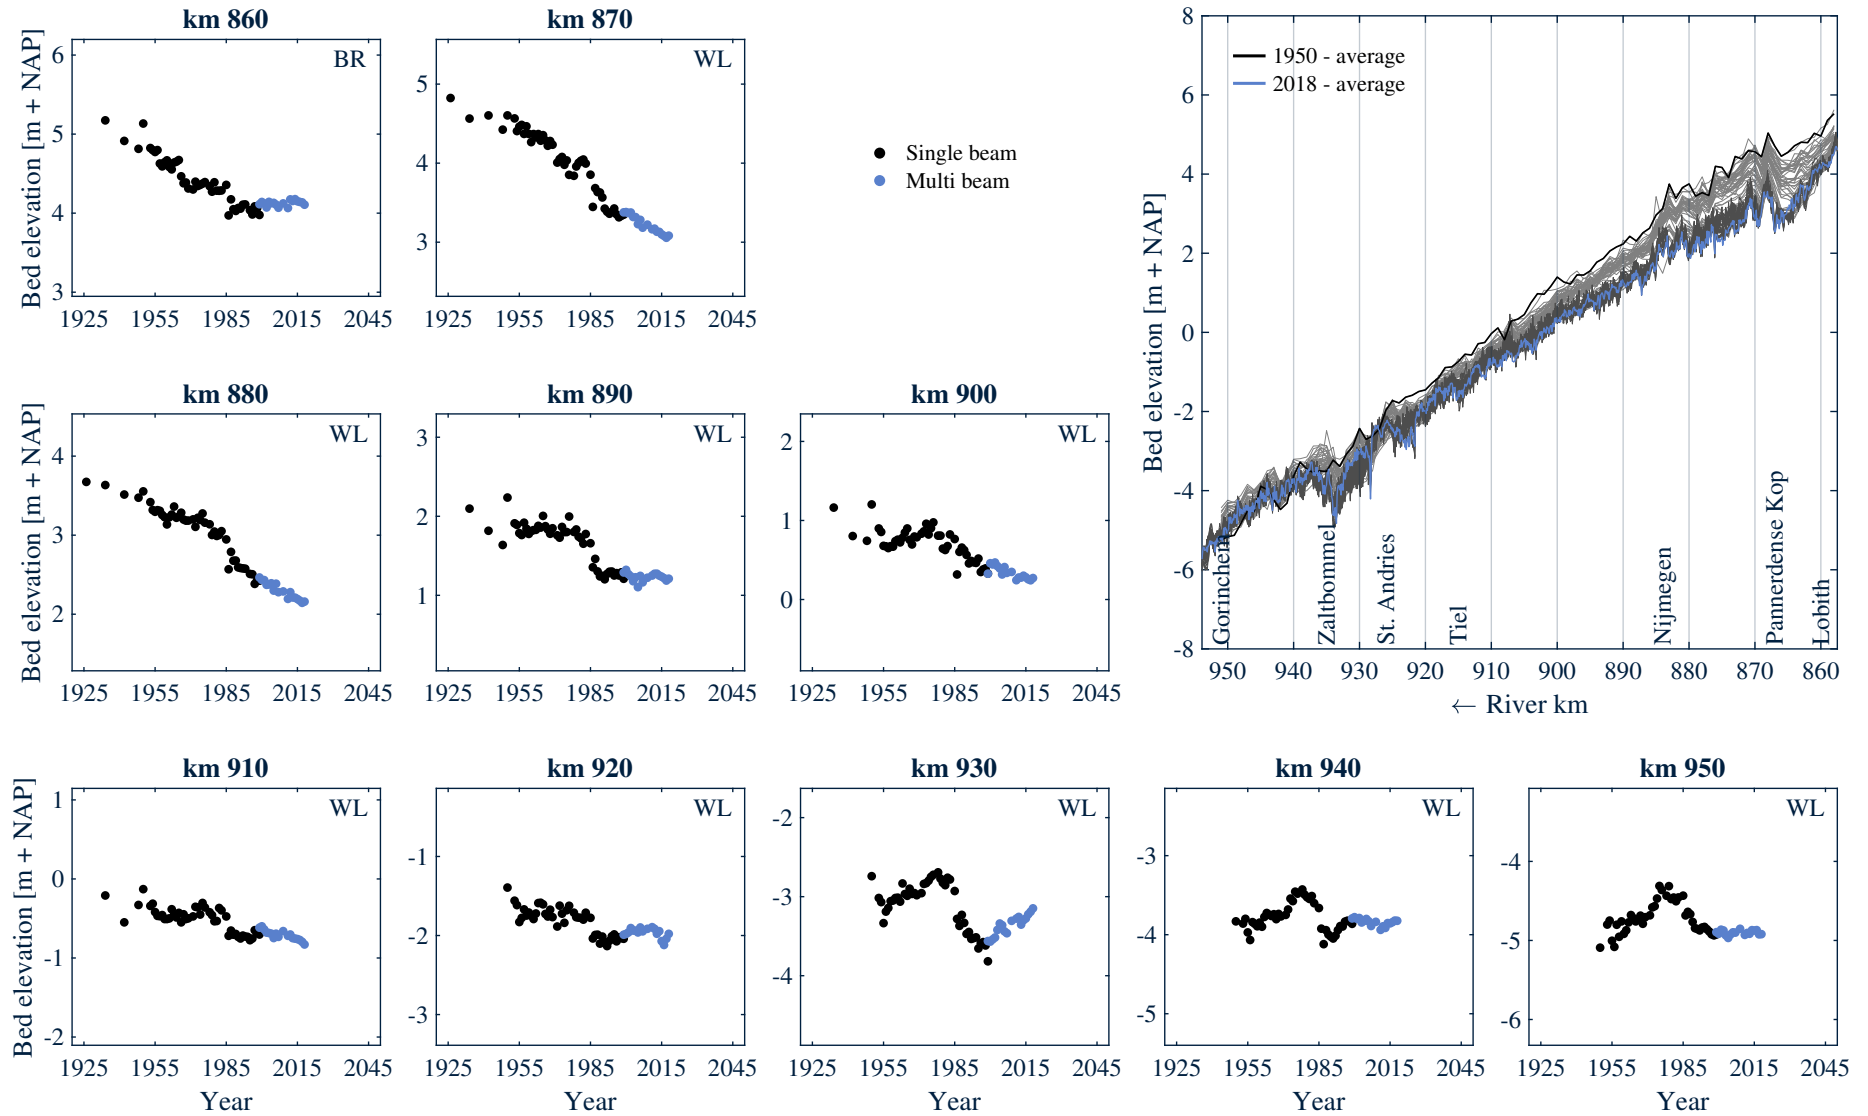 km 860
BR
Bed elevation [m + NAP]
6
5
4
3
1925 1955 1985 2015 2045
km 870
WL
5
4
3
1925 1955 1985 2015 2045
Single beam
Multi beam
km 880
WL
Bed elevation [m + NAP]
4
3
2
1925 1955 1985 2015 2045
km 890
WL
3
2
1
1925 1955 1985 2015 2045
km 900
WL
2
1
0
1925 1955 1985 2015 2045
1950 - average
2018 - average
Bed elevation [m + NAP]
8
6
4
2
0
-2
-4
-6
-8
Gorinchem
Zaltbommel
St. Andries
Tiel
Nijmegen
Pannerdense Kop
Lobith
950 940 930 920 910 900 890 880 870 860
← River km
km 910
WL
Bed elevation [m + NAP]
1
0
-1
-2
1925 1955 1985 2015 2045
Year
km 920
WL
-1
-2
-3
1925 1955 1985 2015 2045
Year
km 930
WL
-2
-3
-4
1925 1955 1985 2015 2045
Year
km 940
WL
-3
-4
-5
1925 1955 1985 2015 2045
Year
km 950
WL
-4
-5
-6
1925 1955 1985 2015 2045
Year